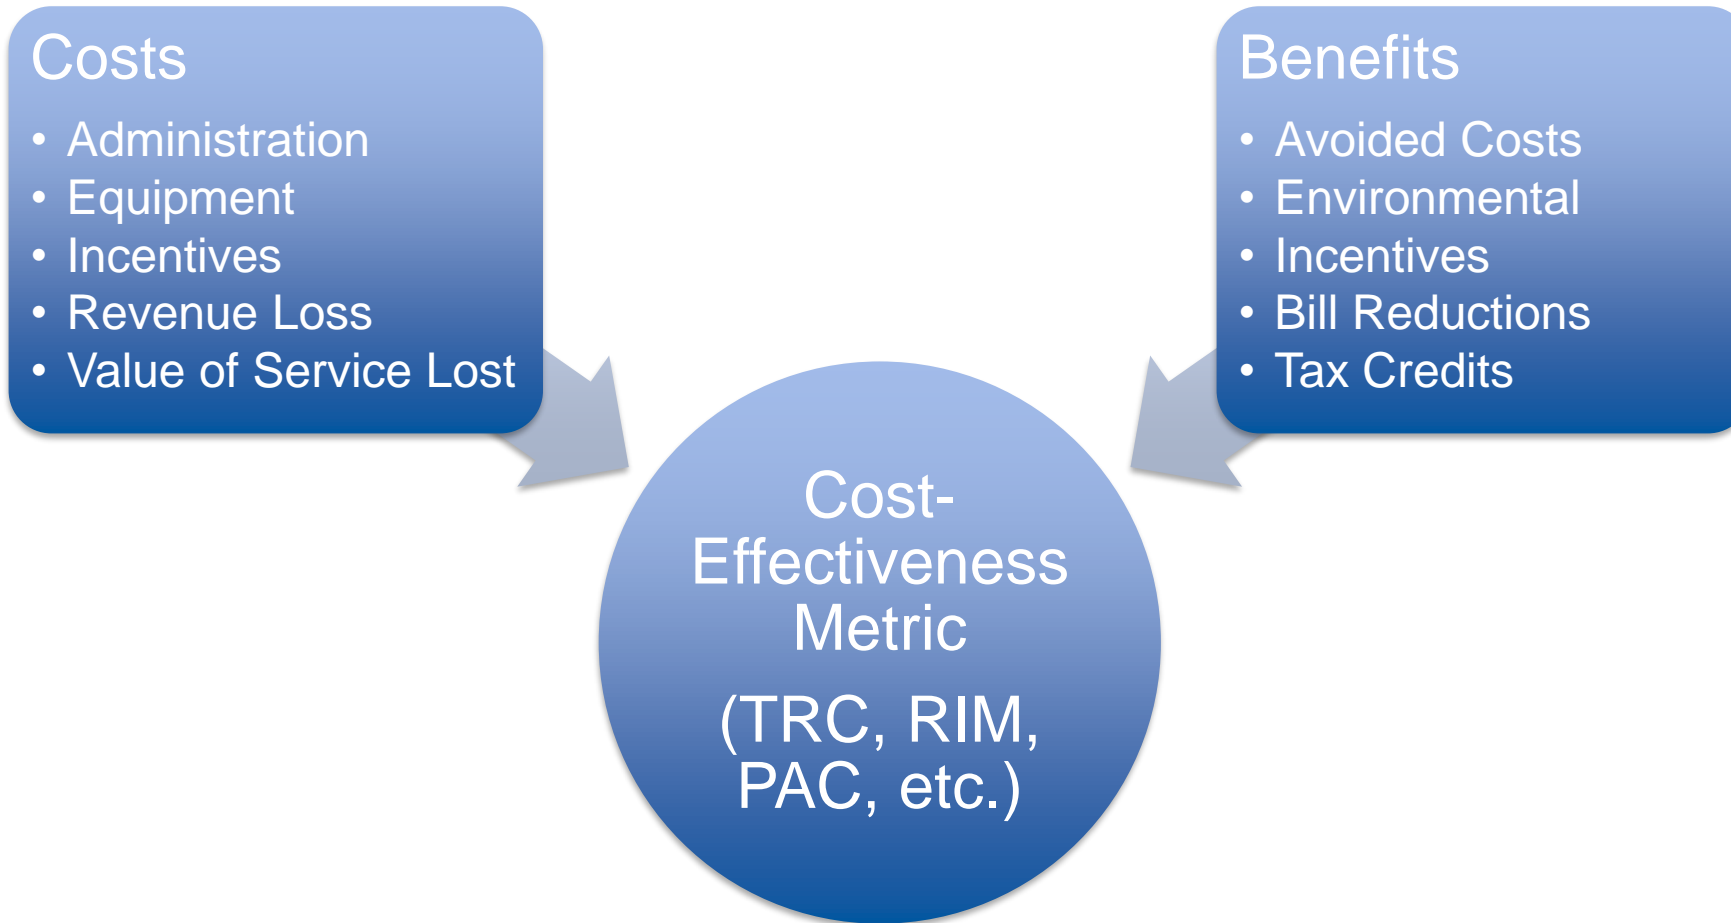 Costs
• Administration
• Equipment
• Incentives
• Revenue Loss
• Value of Service Lost
Benefits
• Avoided Costs
• Environmental
• Incentives
• Bill Reductions
• Tax Credits
Cost-
Effectiveness
Metric
(TRC, RIM,
PAC, etc.)